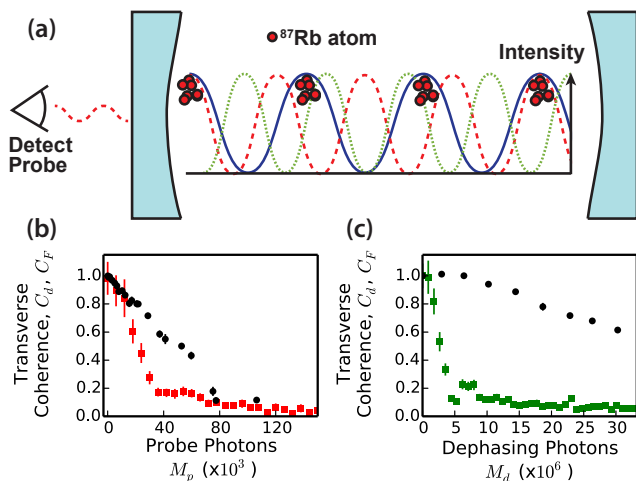 (a)
⁸⁷Rb atom
Intensity
Detect
Probe
(b)
(c)
Transverse
Coherence, C_d, C_F
1.0
0.8
0.6
0.4
0.2
0.0
0 40 80 120
Probe Photons
M_p (x10³)
Transverse
Coherence, C_d, C_F
1.0
0.8
0.6
0.4
0.2
0.0
0 5 10 15 20 25 30
Dephasing Photons
M_d (x10⁶)